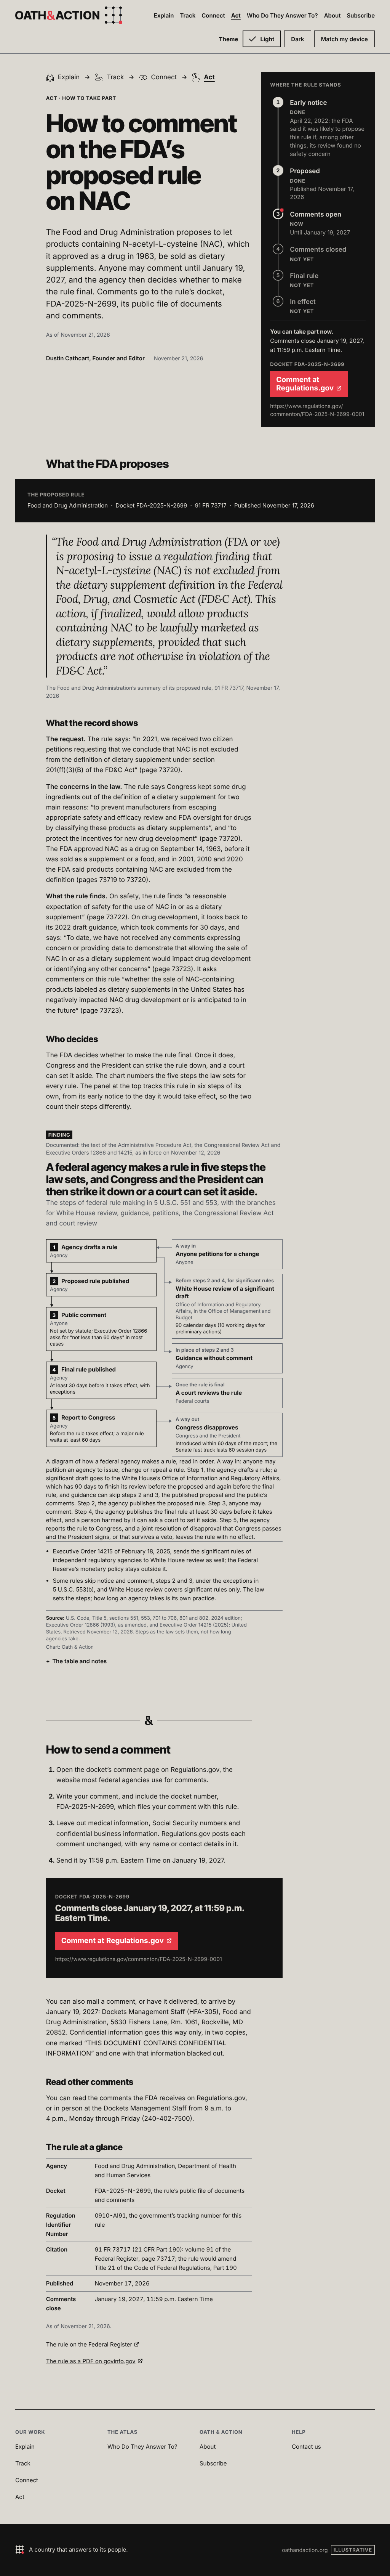 OATH&ACTION
Explain Track Connect Act Who Do They Answer To? About Subscribe
Theme Light Dark Match my device
Explain → Track → Connect → Act
ACT · HOW TO TAKE PART
How to comment
on the FDA’s
proposed rule
on NAC
The Food and Drug Administration proposes to let
products containing N-acetyl-L-cysteine (NAC), which
it approved as a drug in 1963, be sold as dietary
supplements. Anyone may comment until January 19,
2027, and the agency then decides whether to make
the rule final. Comments go to the rule’s docket,
FDA-2025-N-2699, its public file of documents
and comments.
As of November 21, 2026
Dustin Cathcart, Founder and Editor November 21, 2026
WHERE THE RULE STANDS
1 Early notice
DONE
April 22, 2022: the FDA
said it was likely to propose
this rule if, among other
things, its review found no
safety concern
2 Proposed
DONE
Published November 17,
2026
3 Comments open
NOW
Until January 19, 2027
4 Comments closed
NOT YET
5 Final rule
NOT YET
6 In effect
NOT YET
You can take part now.
Comments close January 19, 2027,
at 11:59 p.m. Eastern Time.
DOCKET FDA-2025-N-2699
Comment at
Regulations.gov
https://www.regulations.gov/
commenton/FDA-2025-N-2699-0001
What the FDA proposes
THE PROPOSED RULE
Food and Drug Administration · Docket FDA-2025-N-2699 · 91 FR 73717 · Published November 17, 2026
“The Food and Drug Administration (FDA or we)
is proposing to issue a regulation finding that
N-acetyl-L-cysteine (NAC) is not excluded from
the dietary supplement definition in the Federal
Food, Drug, and Cosmetic Act (FD&C Act). This
action, if finalized, would allow products
containing NAC to be lawfully marketed as
dietary supplements, provided that such
products are not otherwise in violation of the
FD&C Act.”
The Food and Drug Administration’s summary of its proposed rule, 91 FR 73717, November 17,
2026
What the record shows
The request. The rule says: “In 2021, we received two citizen
petitions requesting that we conclude that NAC is not excluded
from the definition of dietary supplement under section
201(ff)(3)(B) of the FD&C Act” (page 73720).
The concerns in the law. The rule says Congress kept some drug
ingredients out of the definition of a dietary supplement for two
main reasons: “to prevent manufacturers from escaping
appropriate safety and efficacy review and FDA oversight for drugs
by classifying these products as dietary supplements”, and “to
protect the incentives for new drug development” (page 73720).
The FDA approved NAC as a drug on September 14, 1963, before it
was sold as a supplement or a food, and in 2001, 2010 and 2020
the FDA said products containing NAC are excluded from the
definition (pages 73719 to 73720).
What the rule finds. On safety, the rule finds “a reasonable
expectation of safety for the use of NAC in or as a dietary
supplement” (page 73722). On drug development, it looks back to
its 2022 draft guidance, which took comments for 30 days, and
says: “To date, we have not received any comments expressing
concern or providing data to demonstrate that allowing the sale of
NAC in or as a dietary supplement would impact drug development
or identifying any other concerns” (page 73723). It asks
commenters on this rule “whether the sale of NAC-containing
products labeled as dietary supplements in the United States has
negatively impacted NAC drug development or is anticipated to in
the future” (page 73723).
Who decides
The FDA decides whether to make the rule final. Once it does,
Congress and the President can strike the rule down, and a court
can set it aside. The chart numbers the five steps the law sets for
every rule. The panel at the top tracks this rule in six steps of its
own, from its early notice to the day it would take effect, so the two
count their steps differently.
FINDING
Documented: the text of the Administrative Procedure Act, the Congressional Review Act and
Executive Orders 12866 and 14215, as in force on November 12, 2026
A federal agency makes a rule in five steps the
law sets, and Congress and the President can
then strike it down or a court can set it aside.
The steps of federal rule making in 5 U.S.C. 551 and 553, with the branches
for White House review, guidance, petitions, the Congressional Review Act
and court review
1 Agency drafts a rule
Agency
2 Proposed rule published
Agency
3 Public comment
Anyone
Not set by statute; Executive Order 12866
asks for “not less than 60 days” in most
cases
4 Final rule published
Agency
At least 30 days before it takes effect, with
exceptions
5 Report to Congress
Agency
Before the rule takes effect; a major rule
waits at least 60 days
A way in
Anyone petitions for a change
Anyone
Before steps 2 and 4, for significant rules
White House review of a significant
draft
Office of Information and Regulatory
Affairs, in the Office of Management and
Budget
90 calendar days (10 working days for
preliminary actions)
In place of steps 2 and 3
Guidance without comment
Agency
Once the rule is final
A court reviews the rule
Federal courts
A way out
Congress disapproves
Congress and the President
Introduced within 60 days of the report; the
Senate fast track lasts 60 session days
A diagram of how a federal agency makes a rule, read in order. A way in: anyone may
petition an agency to issue, change or repeal a rule. Step 1, the agency drafts a rule; a
significant draft goes to the White House’s Office of Information and Regulatory Affairs,
which has 90 days to finish its review before the proposed and again before the final
rule, and guidance can skip steps 2 and 3, the published proposal and the public’s
comments. Step 2, the agency publishes the proposed rule. Step 3, anyone may
comment. Step 4, the agency publishes the final rule at least 30 days before it takes
effect, and a person harmed by it can ask a court to set it aside. Step 5, the agency
reports the rule to Congress, and a joint resolution of disapproval that Congress passes
and the President signs, or that survives a veto, leaves the rule with no effect.
• Executive Order 14215 of February 18, 2025, sends the significant rules of
independent regulatory agencies to White House review as well; the Federal
Reserve’s monetary policy stays outside it.
• Some rules skip notice and comment, steps 2 and 3, under the exceptions in
5 U.S.C. 553(b), and White House review covers significant rules only. The law
sets the steps; how long an agency takes is its own practice.
Source: U.S. Code, Title 5, sections 551, 553, 701 to 706, 801 and 802, 2024 edition;
Executive Order 12866 (1993), as amended, and Executive Order 14215 (2025); United
States. Retrieved November 12, 2026. Steps as the law sets them, not how long
agencies take.
Chart: Oath & Action
+ The table and notes
&
How to send a comment
1. Open the docket’s comment page on Regulations.gov, the
website most federal agencies use for comments.
2. Write your comment, and include the docket number,
FDA-2025-N-2699, which files your comment with this rule.
3. Leave out medical information, Social Security numbers and
confidential business information. Regulations.gov posts each
comment unchanged, with any name or contact details in it.
4. Send it by 11:59 p.m. Eastern Time on January 19, 2027.
DOCKET FDA-2025-N-2699
Comments close January 19, 2027, at 11:59 p.m.
Eastern Time.
Comment at Regulations.gov
https://www.regulations.gov/commenton/FDA-2025-N-2699-0001
You can also mail a comment, or have it delivered, to arrive by
January 19, 2027: Dockets Management Staff (HFA-305), Food and
Drug Administration, 5630 Fishers Lane, Rm. 1061, Rockville, MD
20852. Confidential information goes this way only, in two copies,
one marked “THIS DOCUMENT CONTAINS CONFIDENTIAL
INFORMATION” and one with that information blacked out.
Read other comments
You can read the comments the FDA receives on Regulations.gov,
or in person at the Dockets Management Staff from 9 a.m. to
4 p.m., Monday through Friday (240-402-7500).
The rule at a glance
Agency Food and Drug Administration, Department of Health
and Human Services
Docket FDA-2025-N-2699, the rule’s public file of documents
and comments
Regulation
Identifier
Number
0910-AI91, the government’s tracking number for this
rule
Citation 91 FR 73717 (21 CFR Part 190): volume 91 of the
Federal Register, page 73717; the rule would amend
Title 21 of the Code of Federal Regulations, Part 190
Published November 17, 2026
Comments
close
January 19, 2027, 11:59 p.m. Eastern Time
As of November 21, 2026.
The rule on the Federal Register
The rule as a PDF on govinfo.gov
OUR WORK
Explain
Track
Connect
Act
THE ATLAS
Who Do They Answer To?
OATH & ACTION
About
Subscribe
HELP
Contact us
A country that answers to its people.
oathandaction.org ILLUSTRATIVE